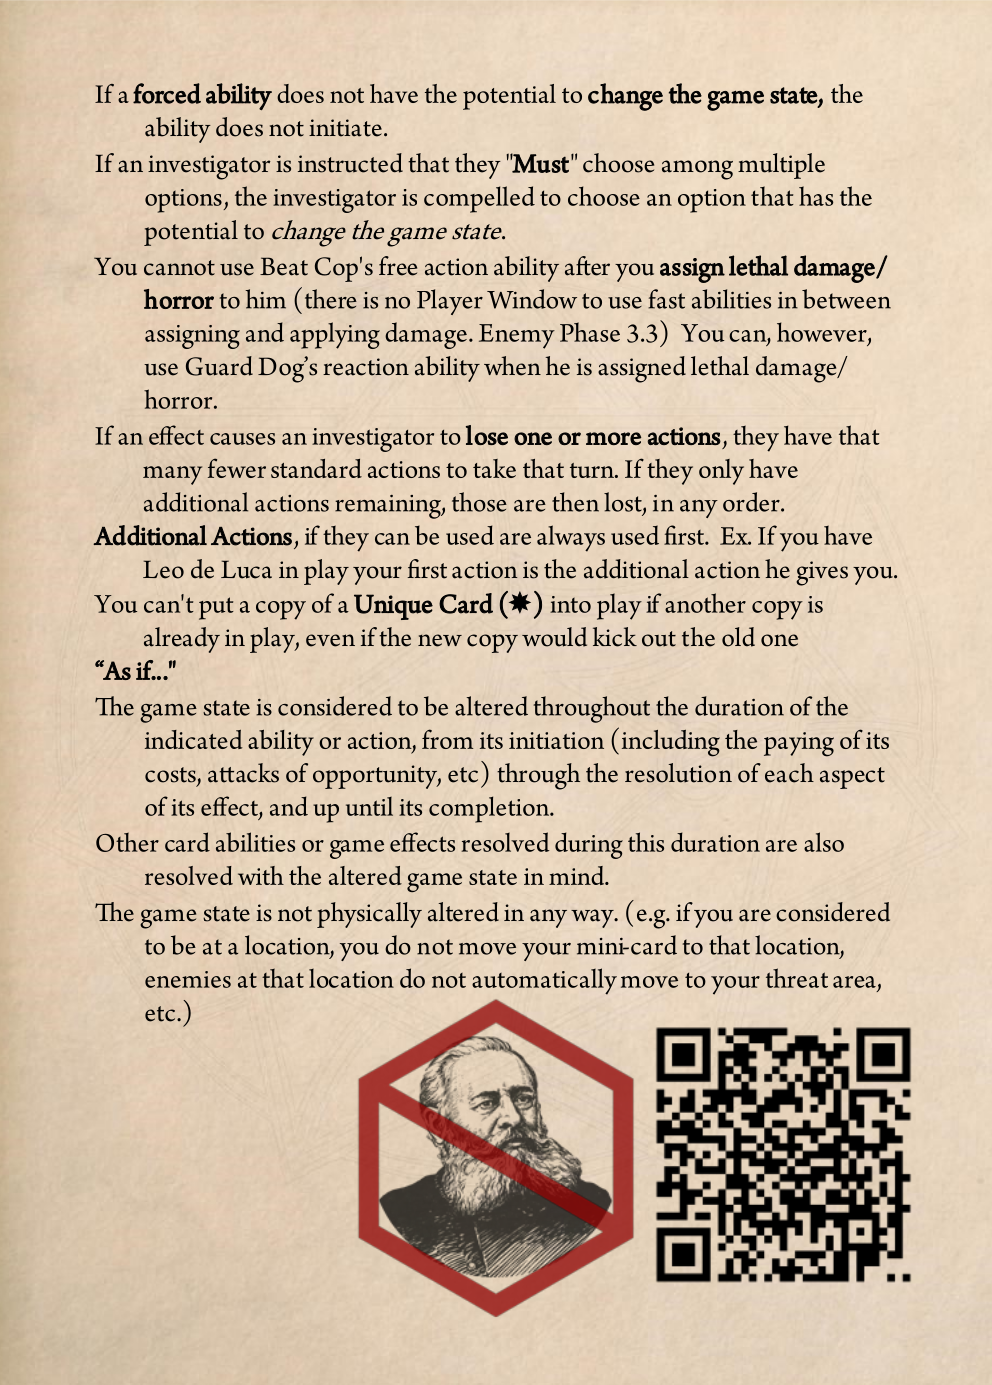 If a forced ability does not have the potential to change the game state, the
ability does not initiate.
If an investigator is instructed that they "Must" choose among multiple
options, the investigator is compelled to choose an option that has the
potential to change the game state.
You cannot use Beat Cop's free action ability after you assign lethal damage/
horror to him (there is no Player Window to use fast abilities in between
assigning and applying damage. Enemy Phase 3.3)  You can, however,
use Guard Dog’s reaction ability when he is assigned lethal damage/
horror.
If an effect causes an investigator to lose one or more actions, they have that
many fewer standard actions to take that turn. If they only have
additional actions remaining, those are then lost, in any order.
Additional Actions, if they can be used are always used first.  Ex. If you have
Leo de Luca in play your first action is the additional action he gives you.
You can't put a copy of a Unique Card (✷) into play if another copy is
already in play, even if the new copy would kick out the old one
“As if..."
The game state is considered to be altered throughout the duration of the
indicated ability or action, from its initiation (including the paying of its
costs, attacks of opportunity, etc) through the resolution of each aspect
of its effect, and up until its completion.
Other card abilities or game effects resolved during this duration are also
resolved with the altered game state in mind.
The game state is not physically altered in any way. (e.g. if you are considered
to be at a location, you do not move your mini-card to that location,
enemies at that location do not automatically move to your threat area,
etc.)